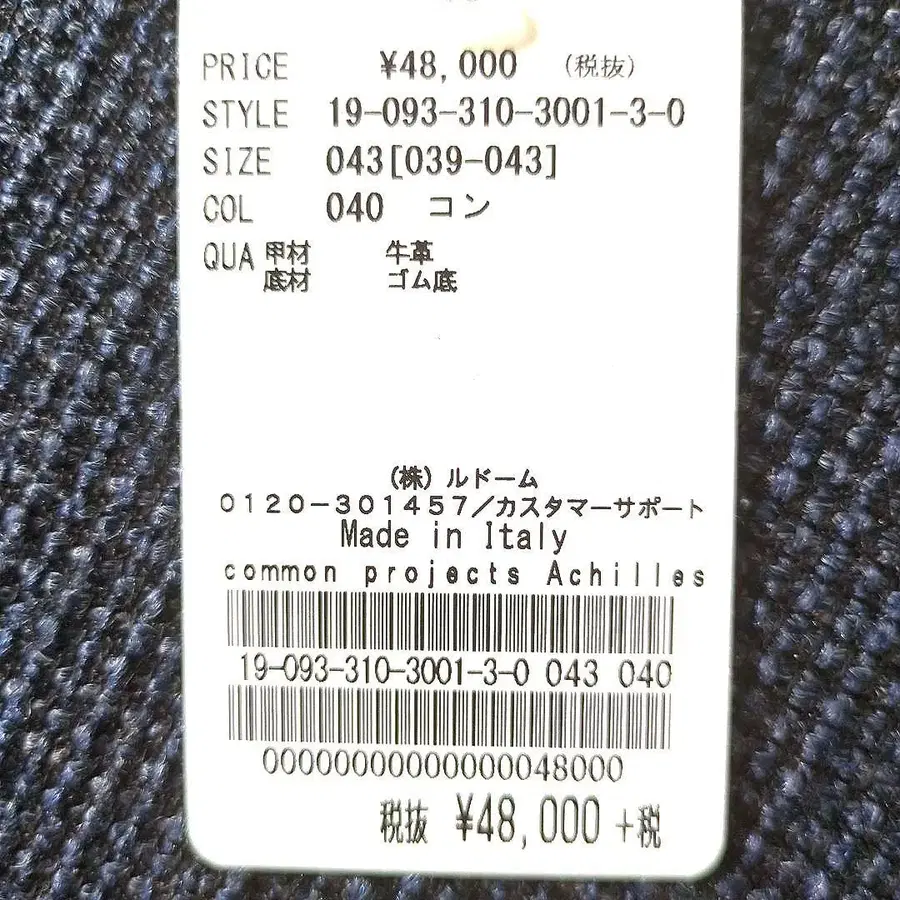 PRICE ¥48,000 (税抜)
STYLE 19-093-310-3001-3-0
SIZE 043[039-043]
COL 040 コン
QUA 甲材 牛革
底材 ゴム底
(株)ルドーム
0120-301457/カスタマーサポート
Made in Italy
common projects Achilles
19-093-310-3001-3-0 043 040
00000000000000048000
税抜 ¥48,000 +税